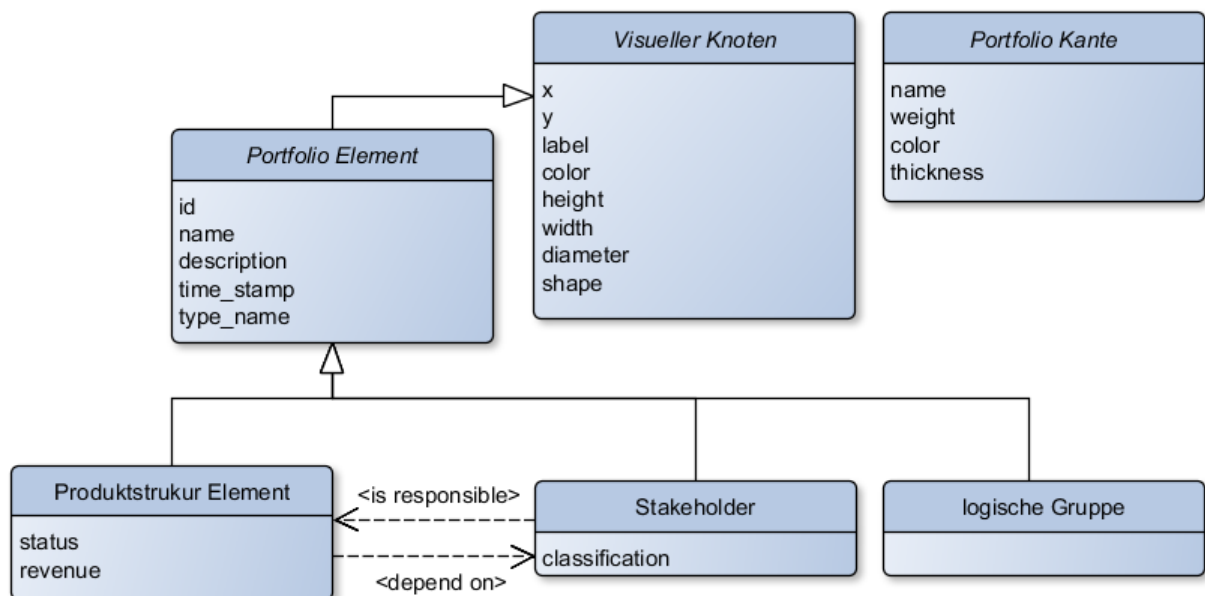 Visueller Knoten
x
y
label
color
height
width
diameter
shape
Portfolio Kante
name
weight
color
thickness
Portfolio Element
id
name
description
time_stamp
type_name
Produktstrukur Element
status
revenue
<is responsible>
<depend on>
Stakeholder
classification
logische Gruppe